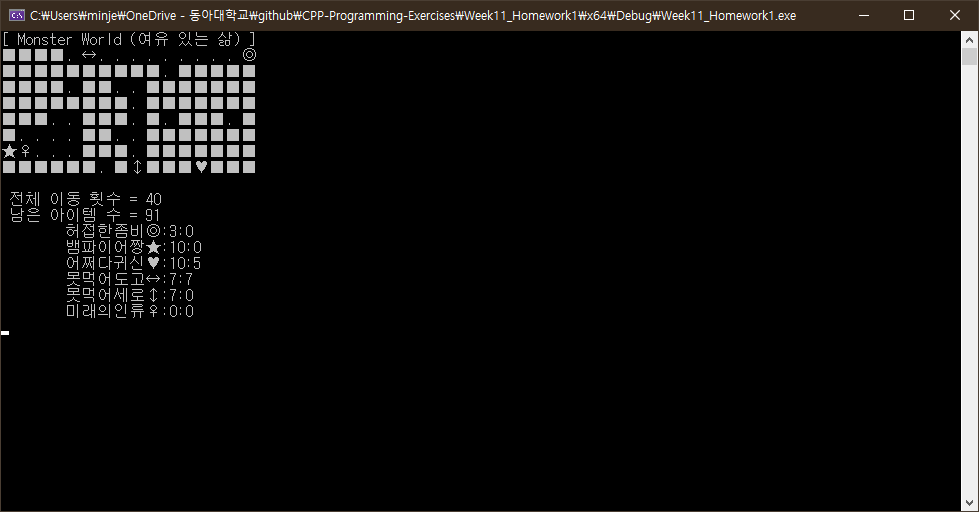 C:₩Users₩minje₩OneDrive - 동아대학교₩github₩CPP-Programming-Exercises₩Week11_Homework1₩x64₩Debug₩Week11_Homework1.exe
[ Monster World (여유 있는 삶) ]
■■■■. ↔. . . . . . . . . ◎
■■■■■■■■■■. ■■■■■
■■■■. ■■. . ■■■■■■■
■■■■■■■■. ■■■■■■■
■■■. . ■■■. ■. ■■■. ■
■. . . . ■■. . ■■■■■■■
★♀. . . ■■■. ■■■■■■■
■■■■■■. ■↕■■■♥■■■
전체 이동 횟수 = 40
남은 아이템 수 = 91
허접한좀비◎:3:0
뱀파이어짱★:10:0
어쩌다귀신♥:10:5
못먹어도고↔:7:7
못먹어세로↕:7:0
미래의인류♀:0:0